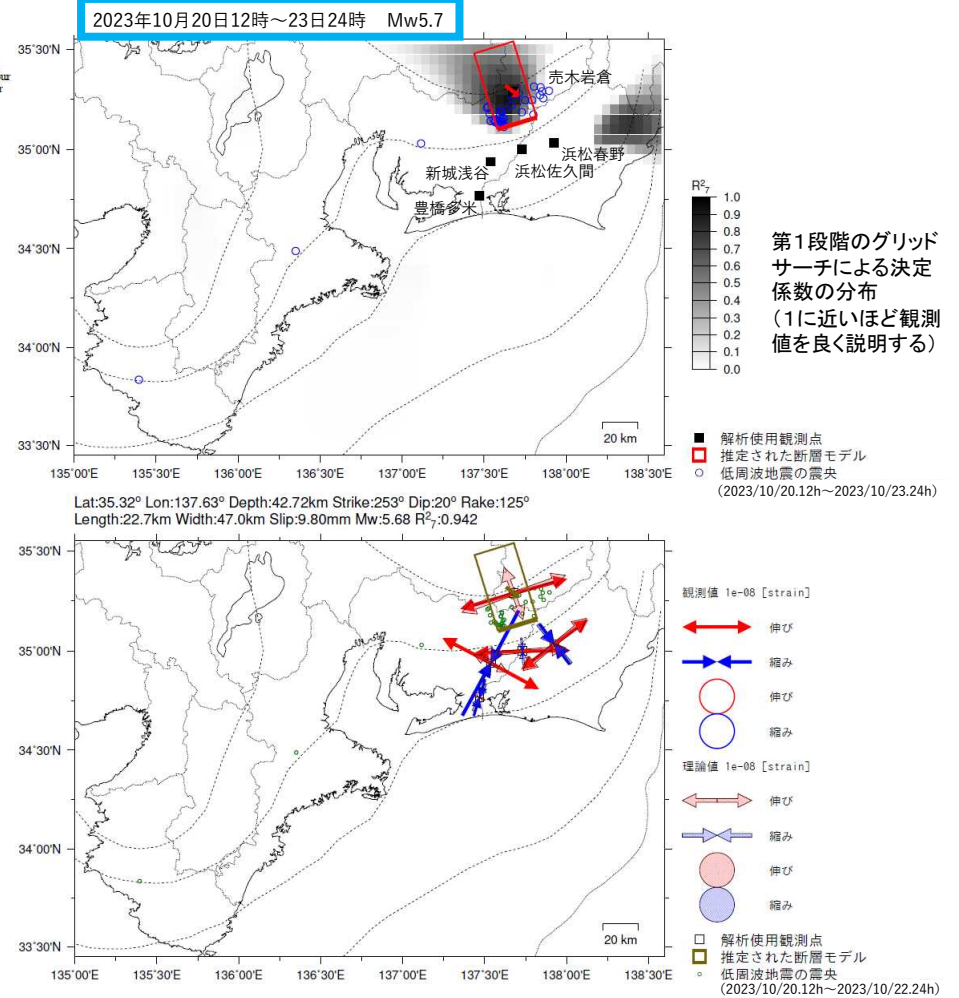 2023年10月20日12時～23日24時 Mw5.7
35˚30'N
35˚00'N
34˚30'N
34˚00'N
33˚30'N
135˚00'E 135˚30'E 136˚00'E 136˚30'E 137˚00'E 137˚30'E 138˚00'E 138˚30'E
売木岩倉
浜松春野
新城浅谷
浜松佐久間
豊橋多米
20 km
R²₇
1.0
0.9
0.8
0.7
0.6
0.5
0.4
0.3
0.2
0.1
0.0
第１段階のグリッド
サーチによる決定
係数の分布
（１に近いほど観測
値を良く説明する）
解析使用観測点
推定された断層モデル
低周波地震の震央
(2023/10/20.12h～2023/10/23.24h)
Lat:35.32° Lon:137.63° Depth:42.72km Strike:253° Dip:20° Rake:125°
Length:22.7km Width:47.0km Slip:9.80mm Mw:5.68 R²₇:0.942
35˚30'N
35˚00'N
34˚30'N
34˚00'N
33˚30'N
135˚00'E 135˚30'E 136˚00'E 136˚30'E 137˚00'E 137˚30'E 138˚00'E 138˚30'E
20 km
観測値 1e-08 [strain]
伸び
縮み
伸び
縮み
理論値 1e-08 [strain]
伸び
縮み
伸び
縮み
解析使用観測点
推定された断層モデル
低周波地震の震央
(2023/10/20.12h～2023/10/22.24h)